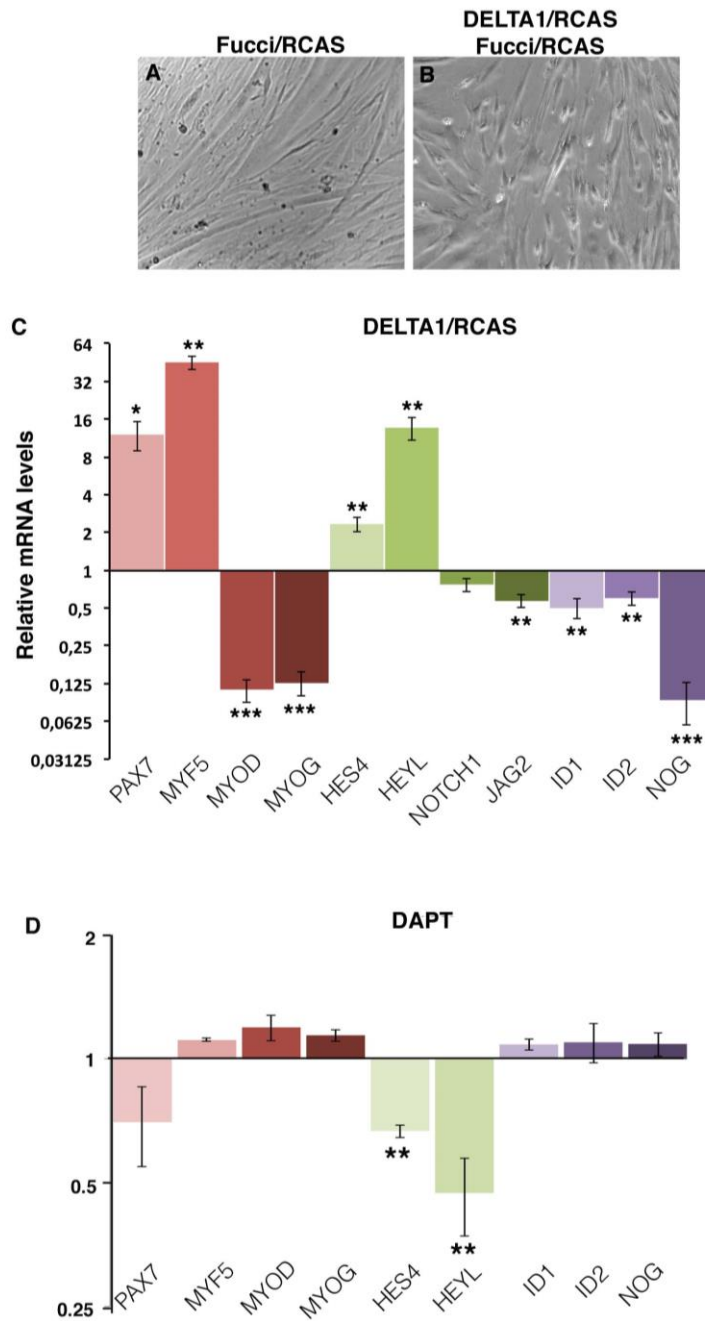 Fucci/RCAS
DELTA1/RCAS
Fucci/RCAS
A
B
C
DELTA1/RCAS
Relative mRNA levels
64
32
16
8
4
2
1
0,5
0,25
0,125
0,0625
0,03125
*
**
***
***
**
**
**
**
**
***
PAX7
MYF5
MYOD
MYOG
HES4
HEYL
NOTCH1
JAG2
ID1
ID2
NOG
D
DAPT
2
1
0.5
0.25
**
**
PAX7
MYF5
MYOD
MYOG
HES4
HEYL
ID1
ID2
NOG